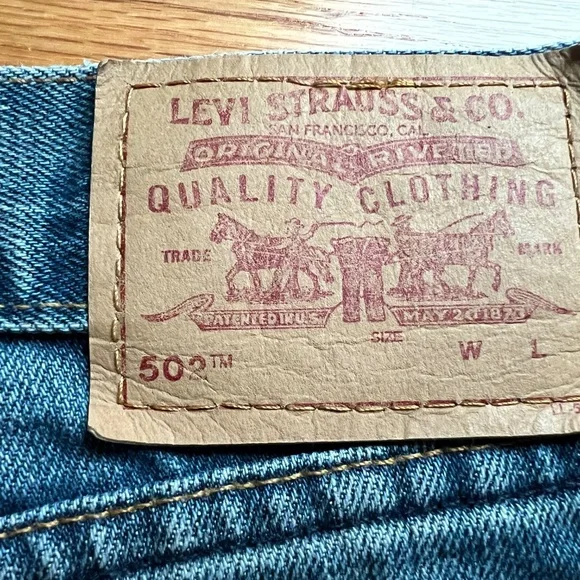 LEVI STRAUSS & CO.
SAN FRANCISCO, CAL.
ORIGINAL RIVETED
QUALITY CLOTHING
TRADE MARK
PATENTED IN U.S. MAY 20 1873
SIZE
502™ W L